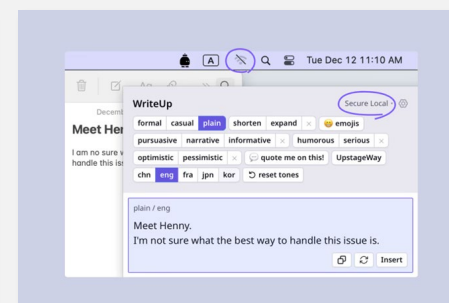 A Tue Dec 12 11:10 AM
Decemb
WriteUp Secure Local
Meet Her
formal casual plain shorten expand × emojis
pursuasive narrative informative × humorous serious ×
I am no sure w
handle this is
optimistic pessimistic × quote me on this! UpstageWay
chn eng fra jpn kor reset tones
plain / eng
Meet Henny.
I'm not sure what the best way to handle this issue is.
Insert